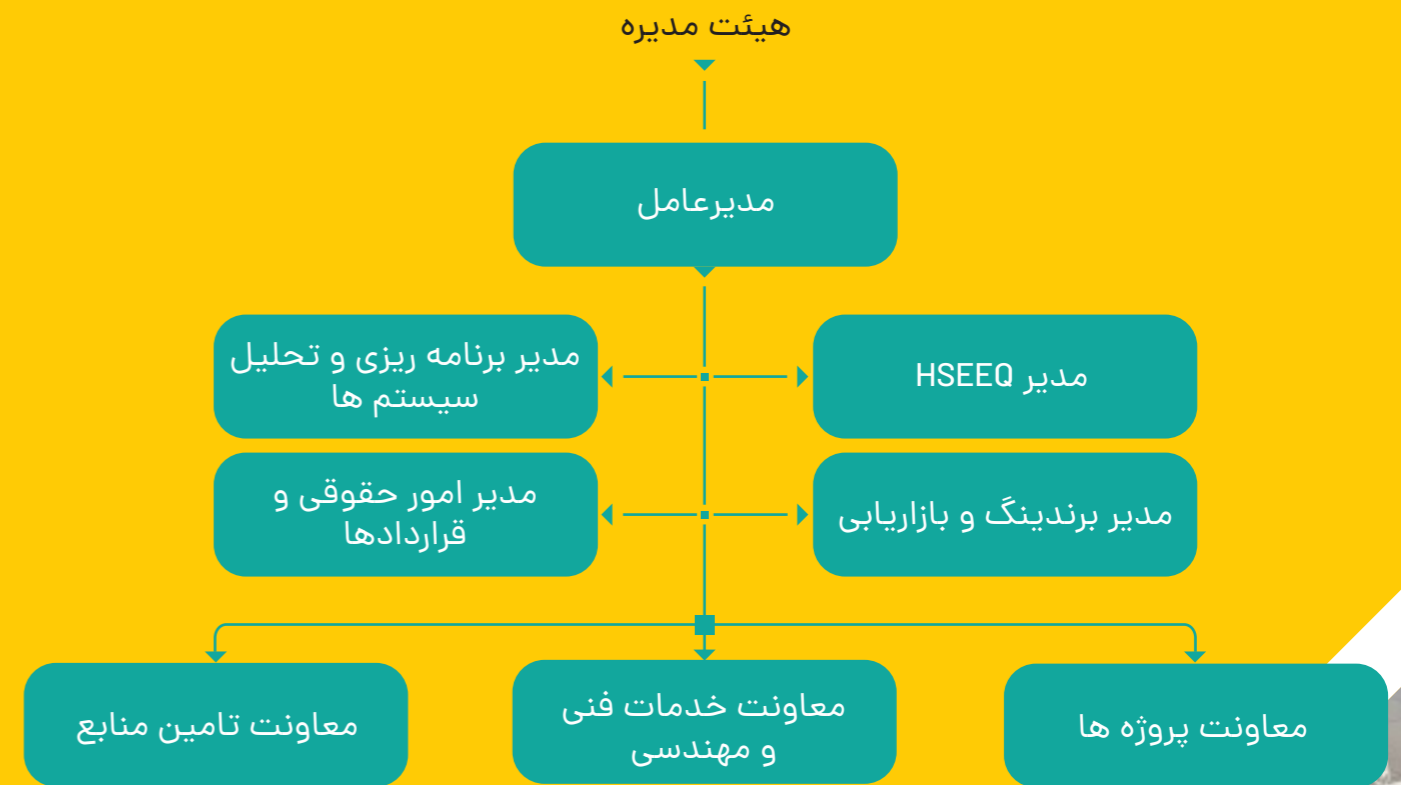 هیئت مدیره
مدیرعامل
مدیر HSEEQ
مدیر برنامه ریزی و تحلیل
سیستم ها
مدیر برندینگ و بازاریابی
مدیر امور حقوقی و
قراردادها
معاونت پروژه ها
معاونت خدمات فنی
و مهندسی
معاونت تامین منابع